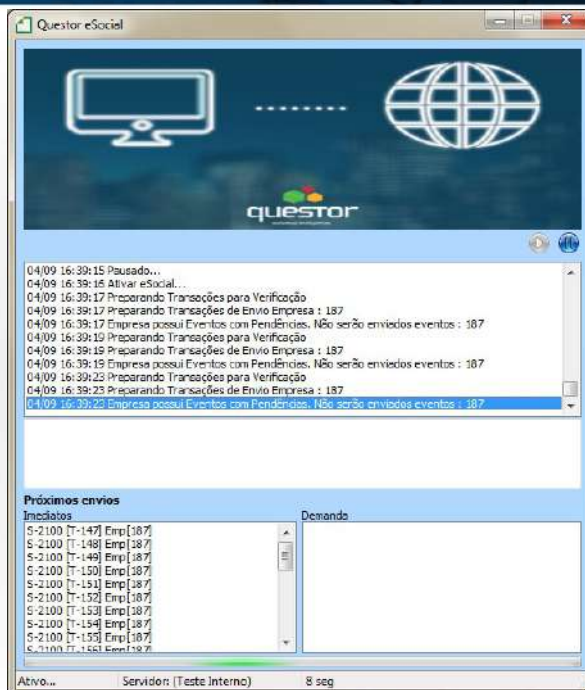 Questor eSocial
questor
04/09 16:39:15 Pausado...
04/09 16:39:16 Ativar eSocial...
04/09 16:39:17 Preparando Transações para Verificação
04/09 16:39:17 Preparando Transações de Envio Empresa : 187
04/09 16:39:17 Empresa possui Eventos com Pendências. Não serão enviados eventos : 187
04/09 16:39:19 Preparando Transações para Verificação
04/09 16:39:19 Preparando Transações de Envio Empresa : 187
04/09 16:39:19 Empresa possui Eventos com Pendências. Não serão enviados eventos : 187
04/09 16:39:23 Preparando Transações para Verificação
04/09 16:39:23 Preparando Transações de Envio Empresa : 187
04/09 16:39:23 Empresa possui Eventos com Pendências. Não serão enviados eventos : 187
Próximos envios
Imediatos
Demanda
S-2100 [T-147] Emp[187]
S-2100 [T-148] Emp[187]
S-2100 [T-149] Emp[187]
S-2100 [T-150] Emp[187]
S-2100 [T-151] Emp[187]
S-2100 [T-152] Emp[187]
S-2100 [T-153] Emp[187]
S-2100 [T-154] Emp[187]
S-2100 [T-155] Emp[187]
S-2100 [T-156] Emp[187]
Ativo...
Servidor: (Teste Interno)
8 seg